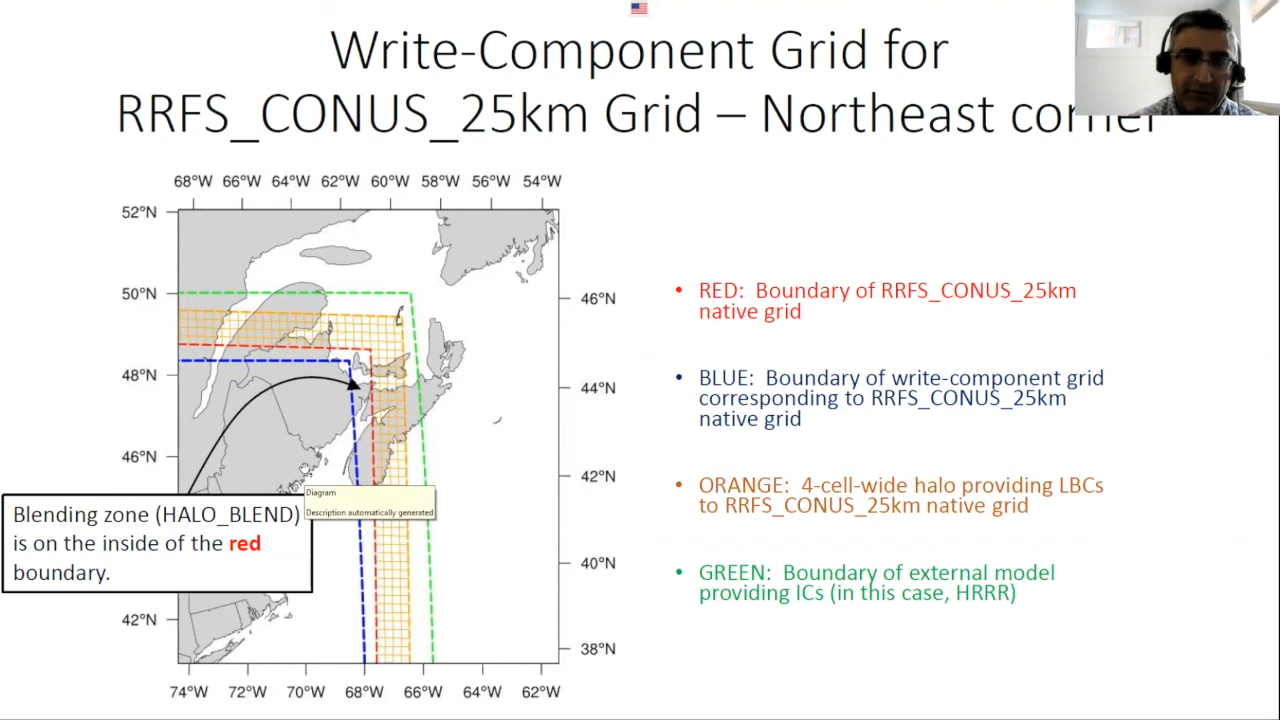 Write-Component Grid for
RRFS_CONUS_25km Grid – Northeast corner
68°W 66°W 64°W 62°W 60°W 58°W 56°W 54°W
52°N
50°N
48°N
46°N
42°N
46°N
44°N
42°N
40°N
38°N
74°W 72°W 70°W 68°W 66°W 64°W 62°W
Blending zone (HALO_BLEND)
is on the inside of the red
boundary.
Diagram
Description automatically generated
• RED: Boundary of RRFS_CONUS_25km
native grid
• BLUE: Boundary of write-component grid
corresponding to RRFS_CONUS_25km
native grid
• ORANGE: 4-cell-wide halo providing LBCs
to RRFS_CONUS_25km native grid
• GREEN: Boundary of external model
providing ICs (in this case, HRRR)